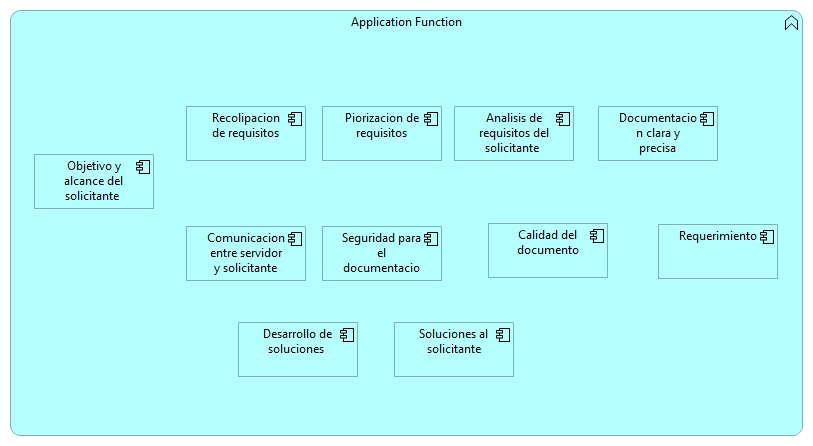 Application Function
Recolipacion
de requisitos
Piorizacion de
requisitos
Analisis de
requisitos del
solicitante
Documentacio
n clara y
precisa
Objetivo y
alcance del
solicitante
Comunicacion
entre servidor
y solicitante
Seguridad para
el
documentacio
Calidad del
documento
Requerimiento
Desarrollo de
soluciones
Soluciones al
solicitante